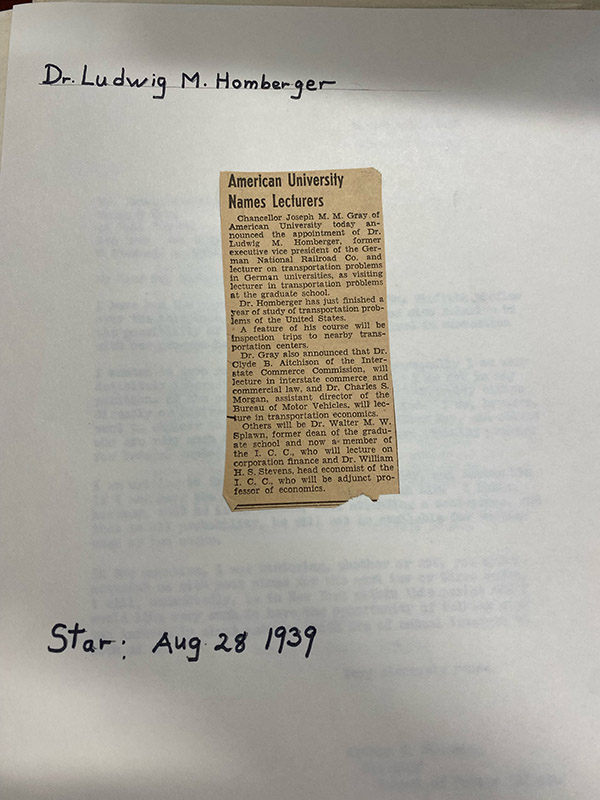 Dr. Ludwig M. Homberger
American University
Names Lecturers
Chancellor Joseph M. M. Gray of
American University today an-
nounced the appointment of Dr.
Ludwig M. Homberger, former
executive vice president of the Ger-
man National Railroad Co. and
lecturer on transportation problems
in German universities, as visiting
lecturer in transportation problems
at the graduate school.
Dr. Homberger has just finished a
year of study of transportation prob-
lems of the United States.
A feature of his course will be
inspection trips to nearby trans-
portation centers.
Dr. Gray also announced that Dr.
Clyde B. Aitchison of the Inter-
state Commerce Commission, will
lecture in interstate commerce and
commercial law, and Dr. Charles S.
Morgan, assistant director of the
Bureau of Motor Vehicles, will lec-
ture in transportation economics.
Others will be Dr. Walter M. W.
Splawn, former dean of the gradu-
ate school and now a member of
the I. C. C., who will lecture on
corporation finance and Dr. William
H. S. Stevens, head economist of the
I. C. C., who will be adjunct pro-
fessor of economics.
Star: Aug 28 1939